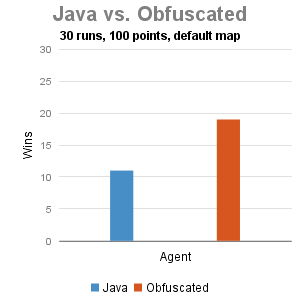 Java vs. Obfuscated
30 runs, 100 points, default map
30
25
20
15
10
5
0
Wins
Agent
Java Obfuscated